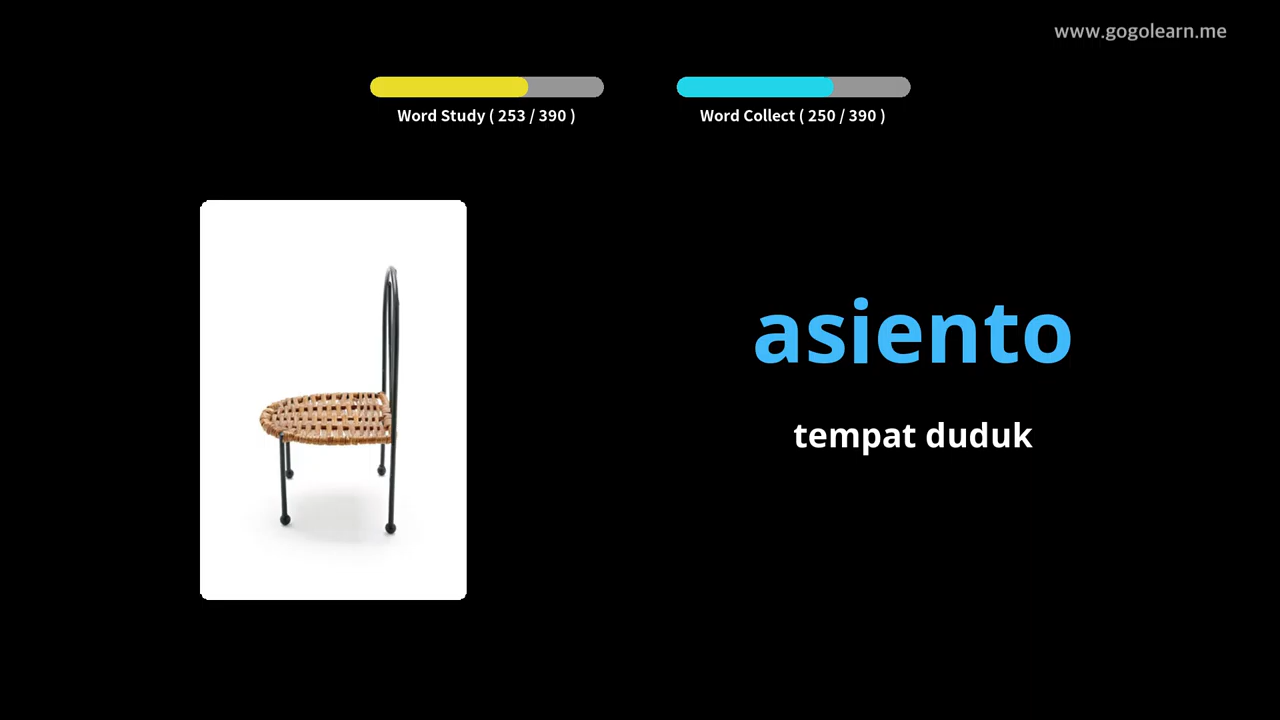 www.gogolearn.me
Word Study ( 253 / 390 )
Word Collect ( 250 / 390 )
asiento
tempat duduk